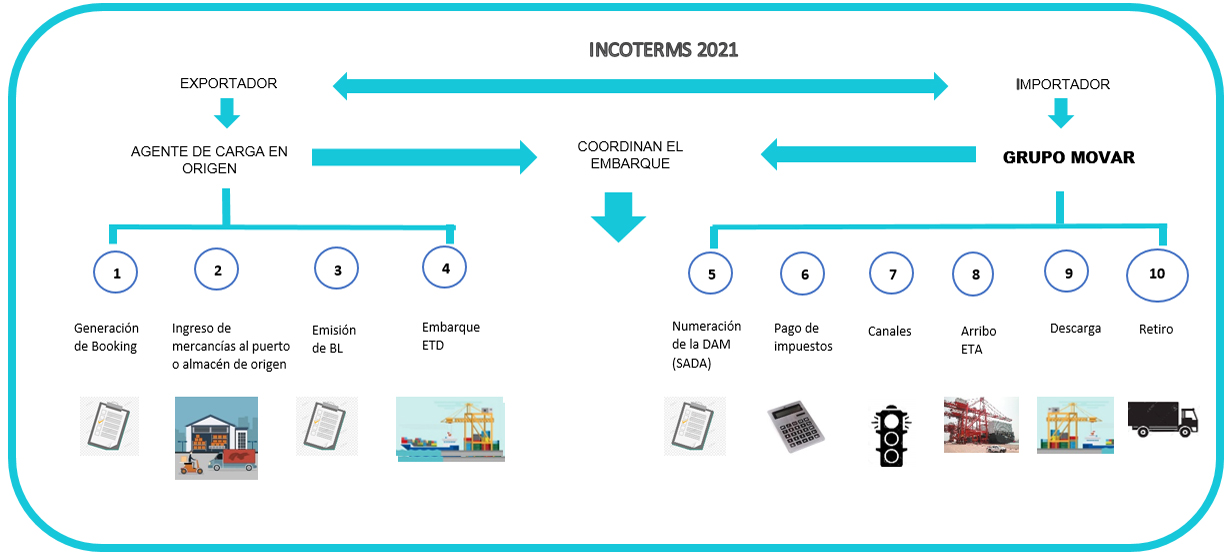 INCOTERMS 2021
EXPORTADOR
IMPORTADOR
AGENTE DE CARGA EN
ORIGEN
COORDINAN EL
EMBARQUE
GRUPO MOVAR
1
2
3
4
5
6
7
8
9
10
Generación
de Booking
Ingreso de
mercancías al puerto
o almacén de origen
Emisión
de BL
Embarque
ETD
Numeración
de la DAM
(SADA)
Pago de
impuestos
Canales
Arribo
ETA
Descarga
Retiro